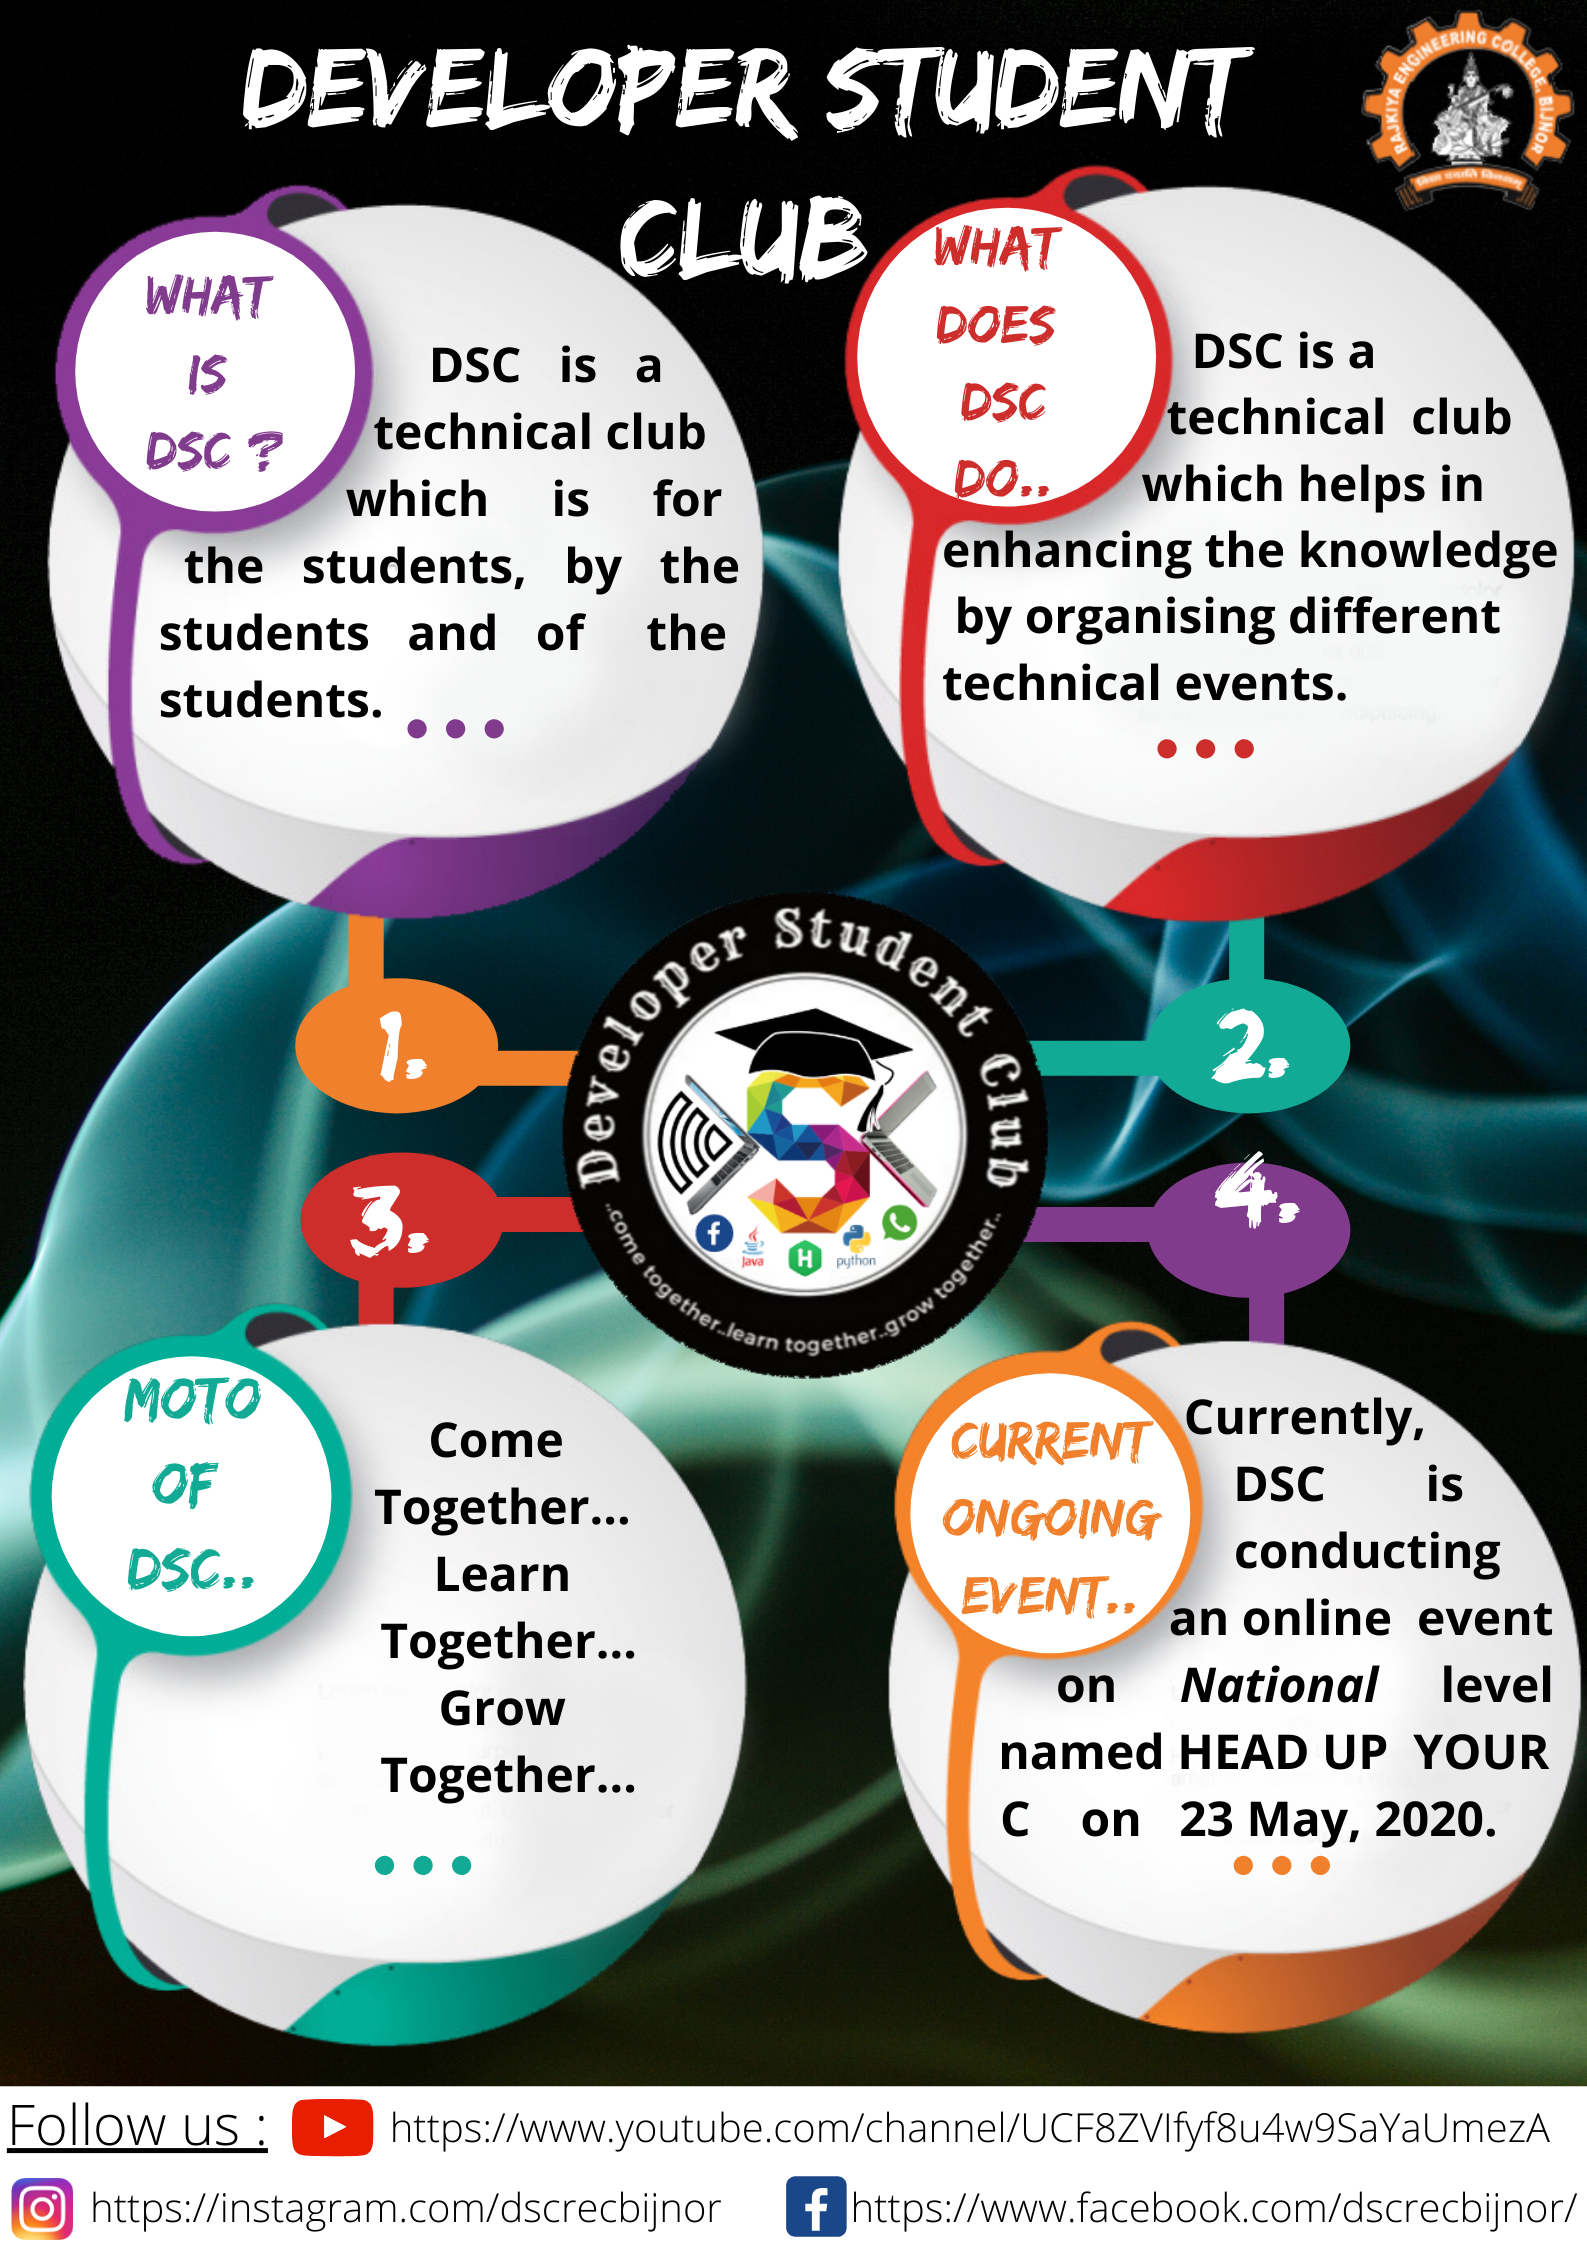 DEVELOPER STUDENT
CLUB
RAJKIYA ENGINEERING COLLEGE, BIJNOR
WHAT
IS
DSC ?
DSC is a
technical club
which is for
the students, by the
students and of the
students.
WHAT
DOES
DSC
DO..
DSC is a
technical club
which helps in
enhancing the knowledge
by organising different
technical events.
1.
2.
3.
4.
Developer Student Club
Java
H
python
..come together..learn together..grow together..
MOTO
OF
DSC..
Come
Together...
Learn
Together...
Grow
Together...
CURRENT
ONGOING
EVENT..
Currently,
DSC is
conducting
an online event
on National level
named HEAD UP YOUR
C on 23 May, 2020.
Follow us :
https://www.youtube.com/channel/UCF8ZVIfyf8u4w9SaYaUmezA
https://instagram.com/dscrecbijnor
https://www.facebook.com/dscrecbijnor/